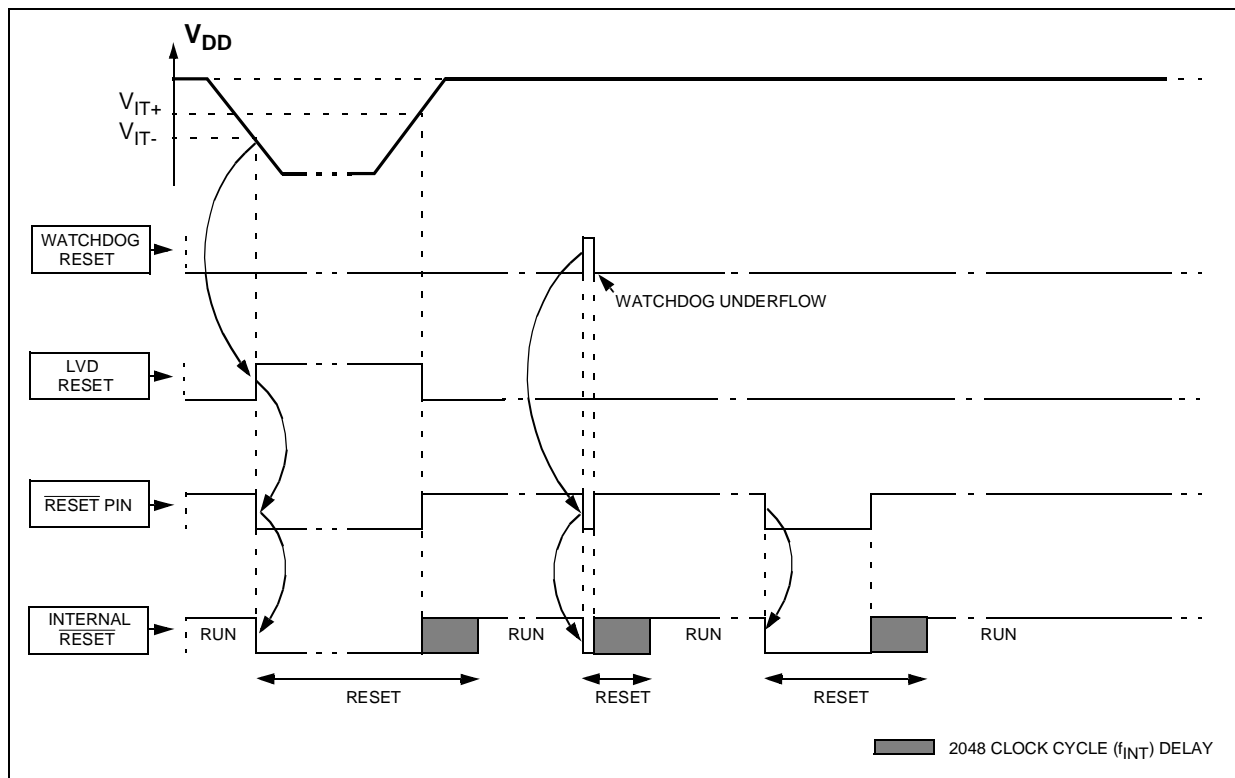 VDD
VIT+
VIT-
WATCHDOG
RESET
WATCHDOG UNDERFLOW
LVD
RESET
RESET PIN
INTERNAL
RESET
RUN
RUN
RUN
RUN
RESET
RESET
RESET
2048 CLOCK CYCLE (fINT) DELAY